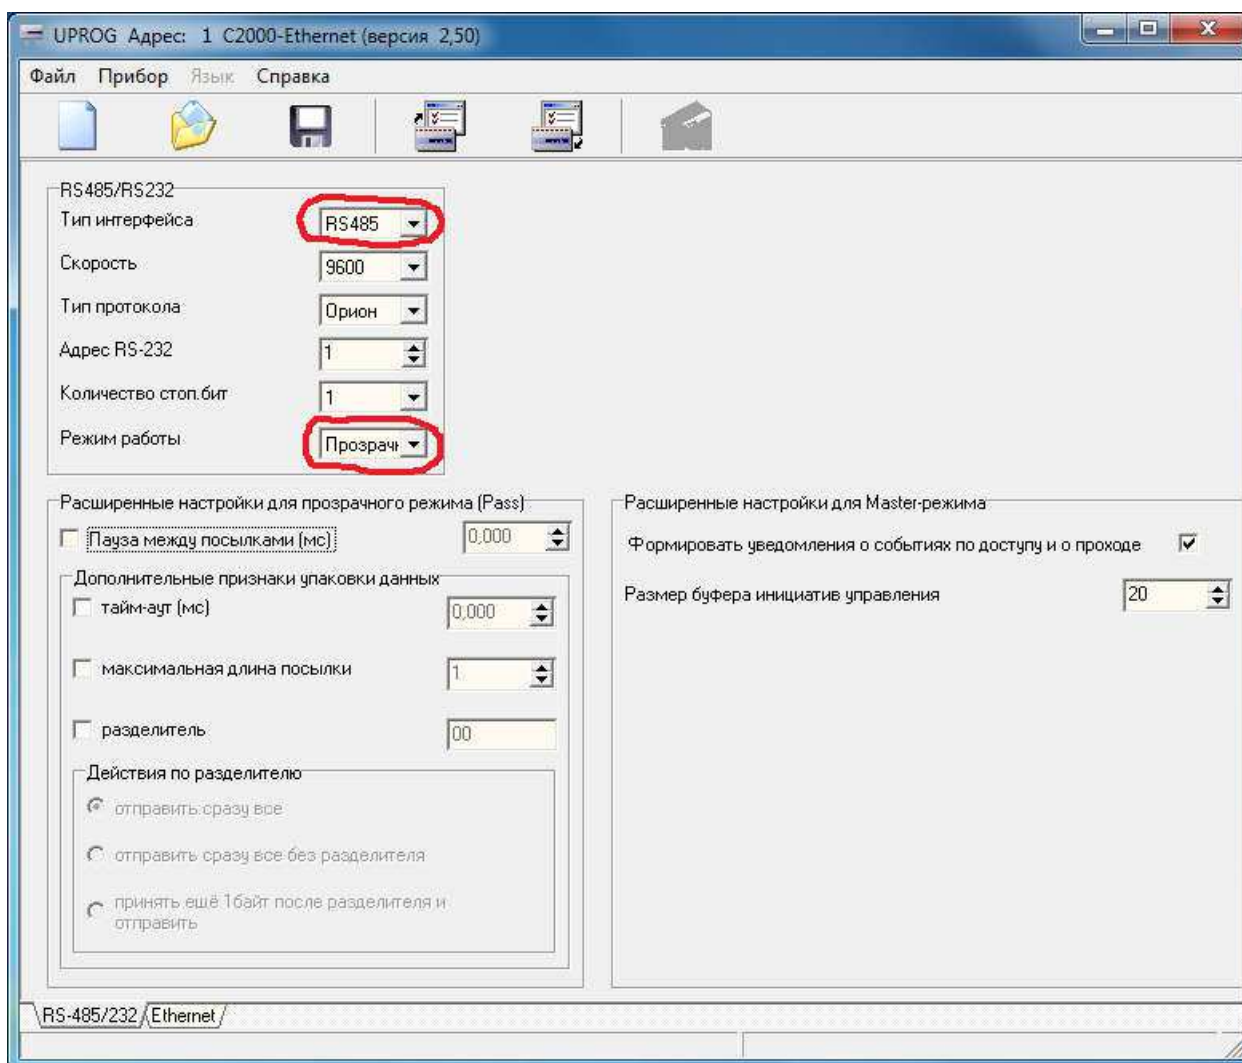 UPROG Адрес: 1 С2000-Ethernet (версия 2,50)
Файл Прибор Язык Справка
RS485/RS232
Тип интерфейса RS485
Скорость 9600
Тип протокола Орион
Адрес RS-232 1
Количество стоп.бит 1
Режим работы Прозрачн
Расширенные настройки для прозрачного режима (Pass)
Пауза между посылками (мс) 0,000
Дополнительные признаки упаковки данных
тайм-аут (мс) 0,000
максимальная длина посылки 1
разделитель 00
Действия по разделителю
отправить сразу все
отправить сразу все без разделителя
принять ещё 1байт после разделителя и
отправить
Расширенные настройки для Master-режима
Формировать уведомления о событиях по доступу и о проходе
Размер буфера инициатив управления 20
RS-485/232 Ethernet